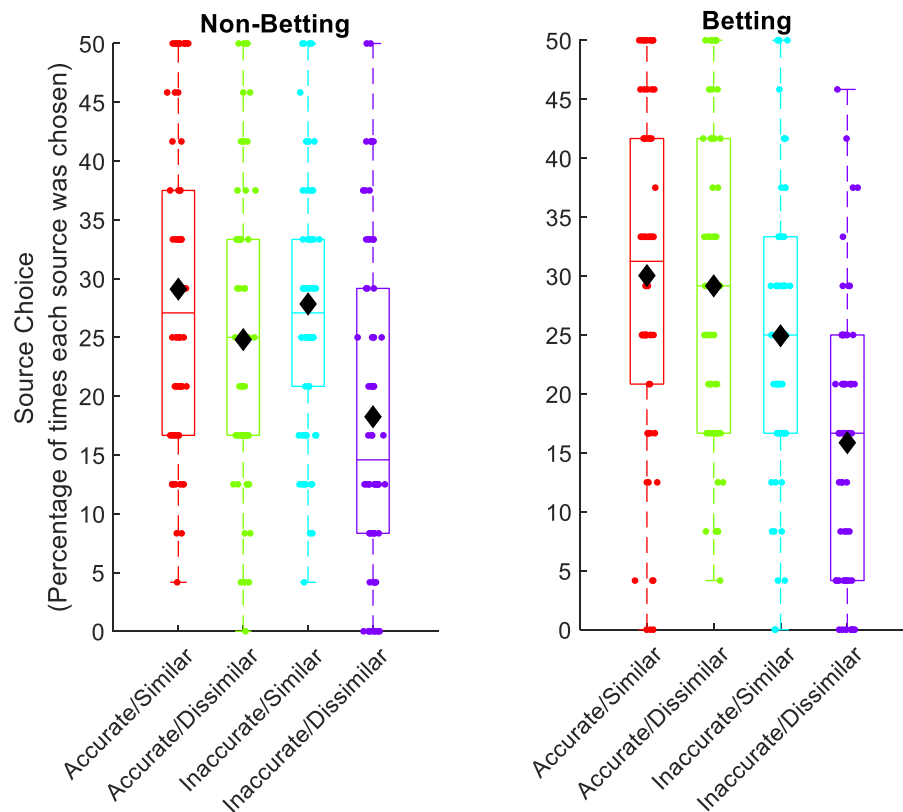 Non-Betting
Source Choice
(Percentage of times each source was chosen)
50
45
40
35
30
25
20
15
10
5
0
Accurate/Similar
Accurate/Dissimilar
Inaccurate/Similar
Inaccurate/Dissimilar
Betting
50
45
40
35
30
25
20
15
10
5
0
Accurate/Similar
Accurate/Dissimilar
Inaccurate/Similar
Inaccurate/Dissimilar